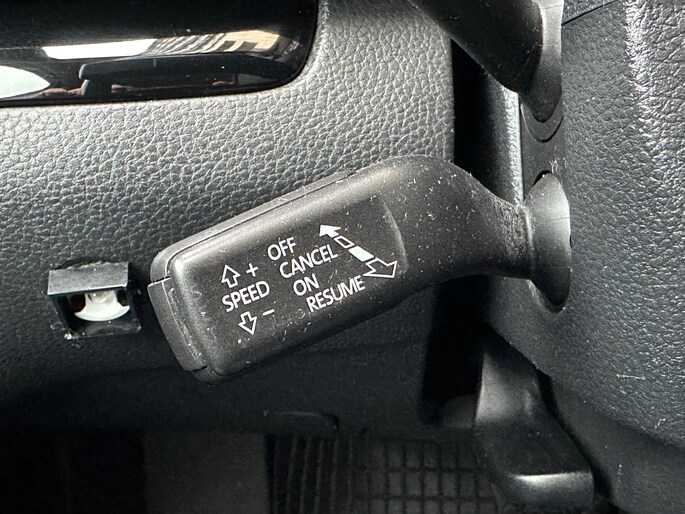 OFF
+ CANCEL
SPEED ON
− RESUME